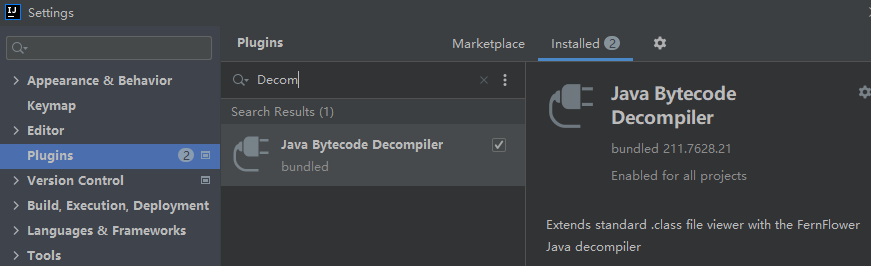 Settings
Plugins
Marketplace
Installed 2
Appearance & Behavior
Keymap
Editor
Plugins 2
Version Control
Build, Execution, Deployment
Languages & Frameworks
Tools
Decom
Search Results (1)
Java Bytecode Decompiler
bundled
Java Bytecode
Decompiler
bundled 211.7628.21
Enabled for all projects
Extends standard .class file viewer with the FernFlower
Java decompiler